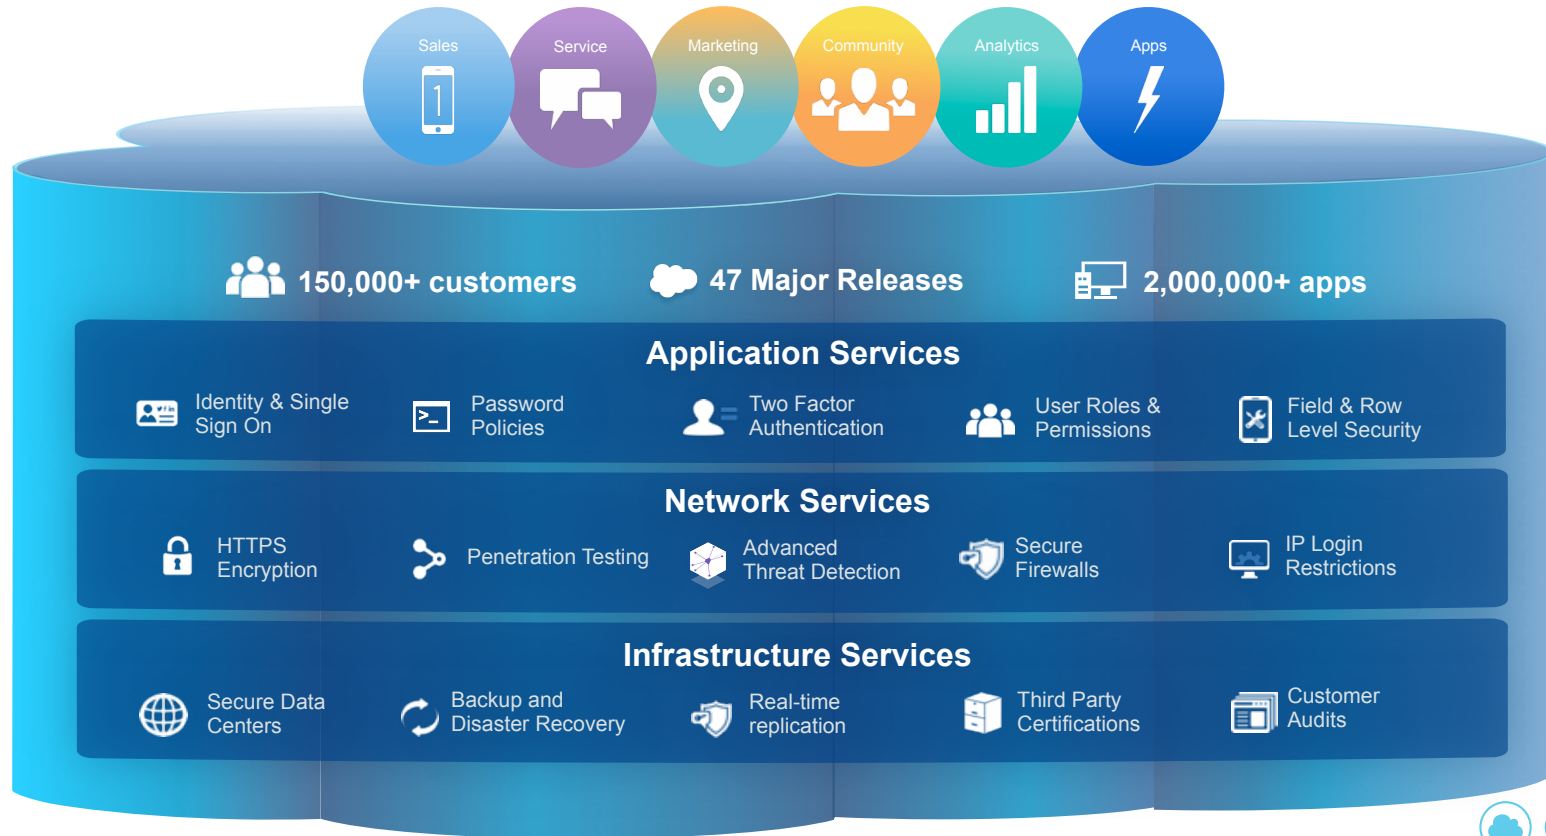 Sales
Service
Marketing
Community
Analytics
Apps
1
150,000+ customers
47 Major Releases
2,000,000+ apps
Application Services
Identity & Single
Sign On
Password
Policies
Two Factor
Authentication
User Roles &
Permissions
Field & Row
Level Security
Network Services
HTTPS
Encryption
Penetration Testing
Advanced
Threat Detection
Secure
Firewalls
IP Login
Restrictions
Infrastructure Services
Secure Data
Centers
Backup and
Disaster Recovery
Real-time
replication
Third Party
Certifications
Customer
Audits